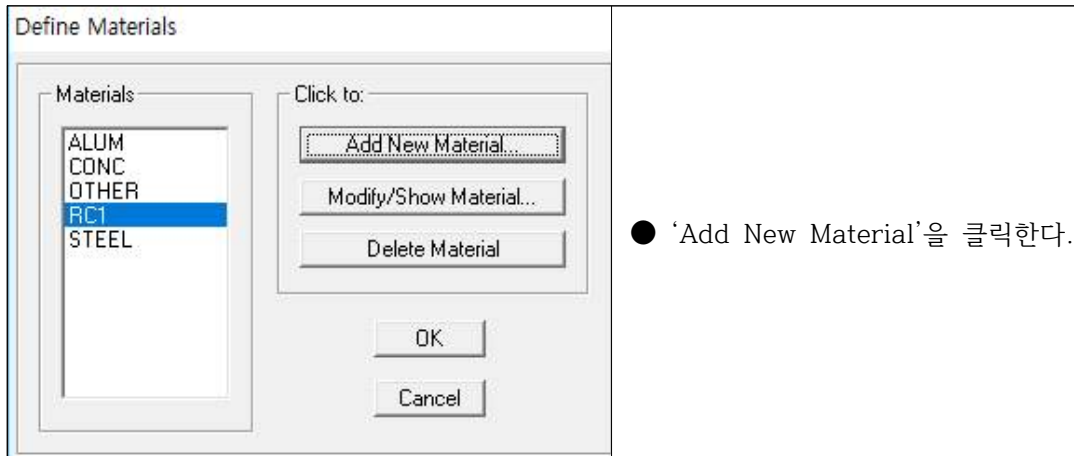 Define Materials
Materials
ALUM
CONC
OTHER
RC1
STEEL
Click to:
Add New Material...
Modify/Show Material...
Delete Material
OK
Cancel
● ‘Add New Material’을 클릭한다.